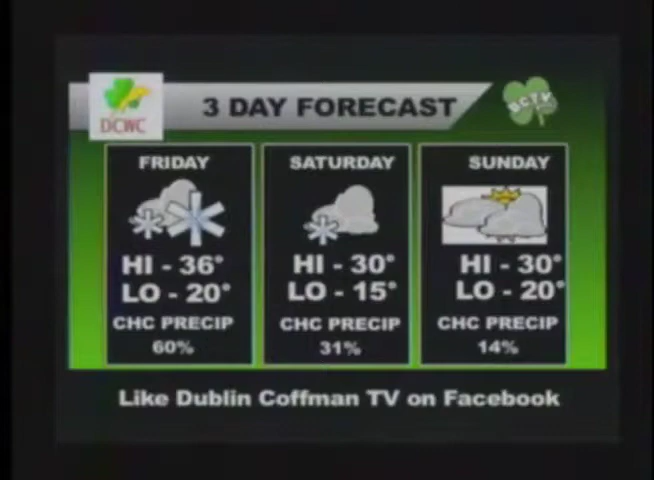 DCWC
3 DAY FORECAST
DCTV
FRIDAY
HI - 36°
LO - 20°
CHC PRECIP
60%
SATURDAY
HI - 30°
LO - 15°
CHC PRECIP
31%
SUNDAY
HI - 30°
LO - 20°
CHC PRECIP
14%
Like Dublin Coffman TV on Facebook